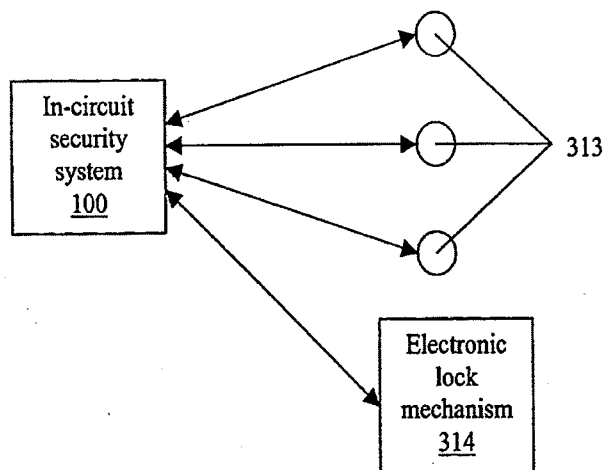 In-circuit
security
system
100
313
Electronic
lock
mechanism
314